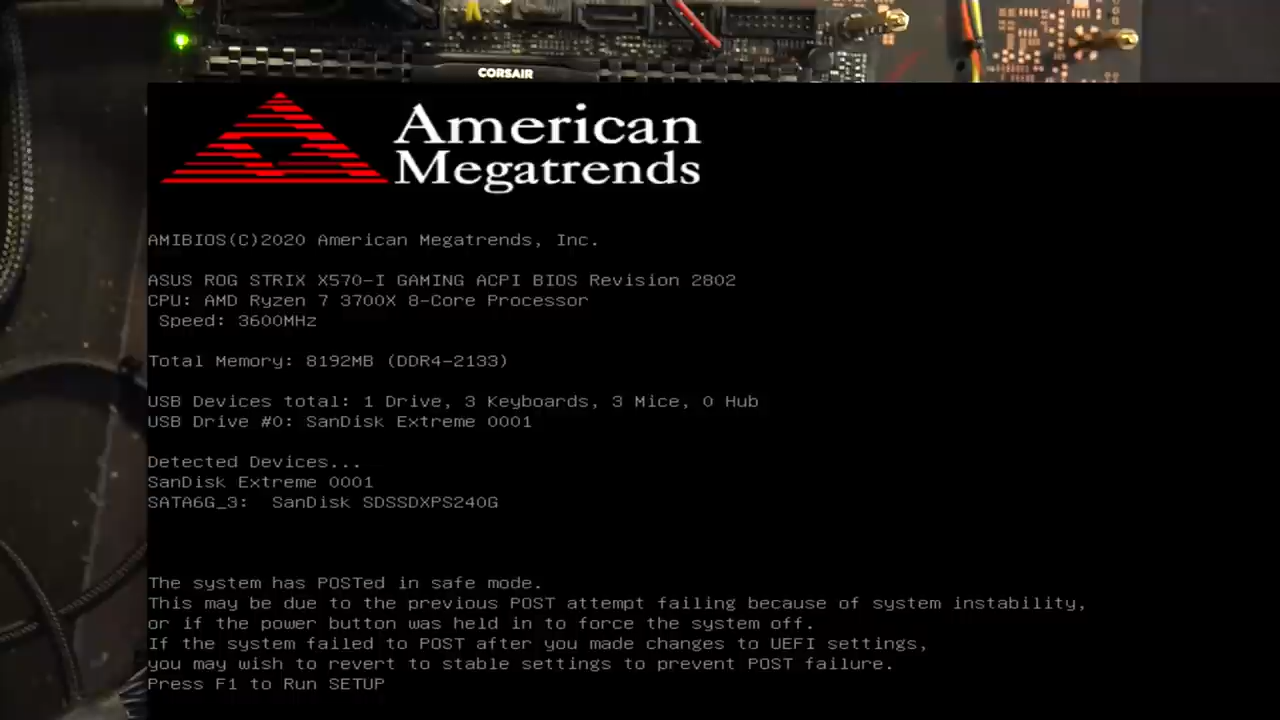 CORSAIR
American
Megatrends
AMIBIOS(C)2020 American Megatrends, Inc.
ASUS ROG STRIX X570-I GAMING ACPI BIOS Revision 2802
CPU: AMD Ryzen 7 3700X 8-Core Processor
Speed: 3600MHz
Total Memory: 8192MB (DDR4-2133)
USB Devices total: 1 Drive, 3 Keyboards, 3 Mice, 0 Hub
USB Drive #0: SanDisk Extreme 0001
Detected Devices...
SanDisk Extreme 0001
SATA6G_3: SanDisk SDSSDXPS240G
The system has POSTed in safe mode.
This may be due to the previous POST attempt failing because of system instability,
or if the power button was held in to force the system off.
If the system failed to POST after you made changes to UEFI settings,
you may wish to revert to stable settings to prevent POST failure.
Press F1 to Run SETUP